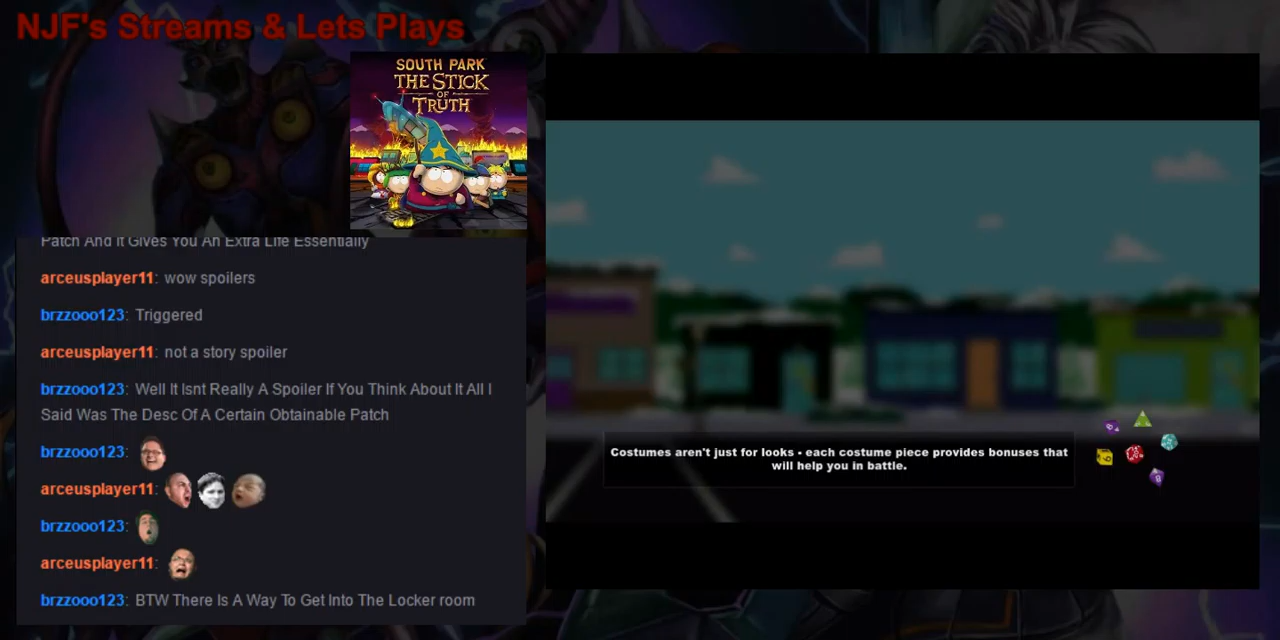 NJF's Streams & Lets Plays
SOUTH PARK
THE STICK
OF
TRUTH
Patch And It Gives You An Extra Life Essentially
arceusplayer11: wow spoilers
brzzooo123: Triggered
arceusplayer11: not a story spoiler
brzzooo123: Well It Isnt Really A Spoiler If You Think About It All I
Said Was The Desc Of A Certain Obtainable Patch
brzzooo123:
arceusplayer11:
brzzooo123:
arceusplayer11:
brzzooo123: BTW There Is A Way To Get Into The Locker room
Costumes aren't just for looks - each costume piece provides bonuses that
will help you in battle.